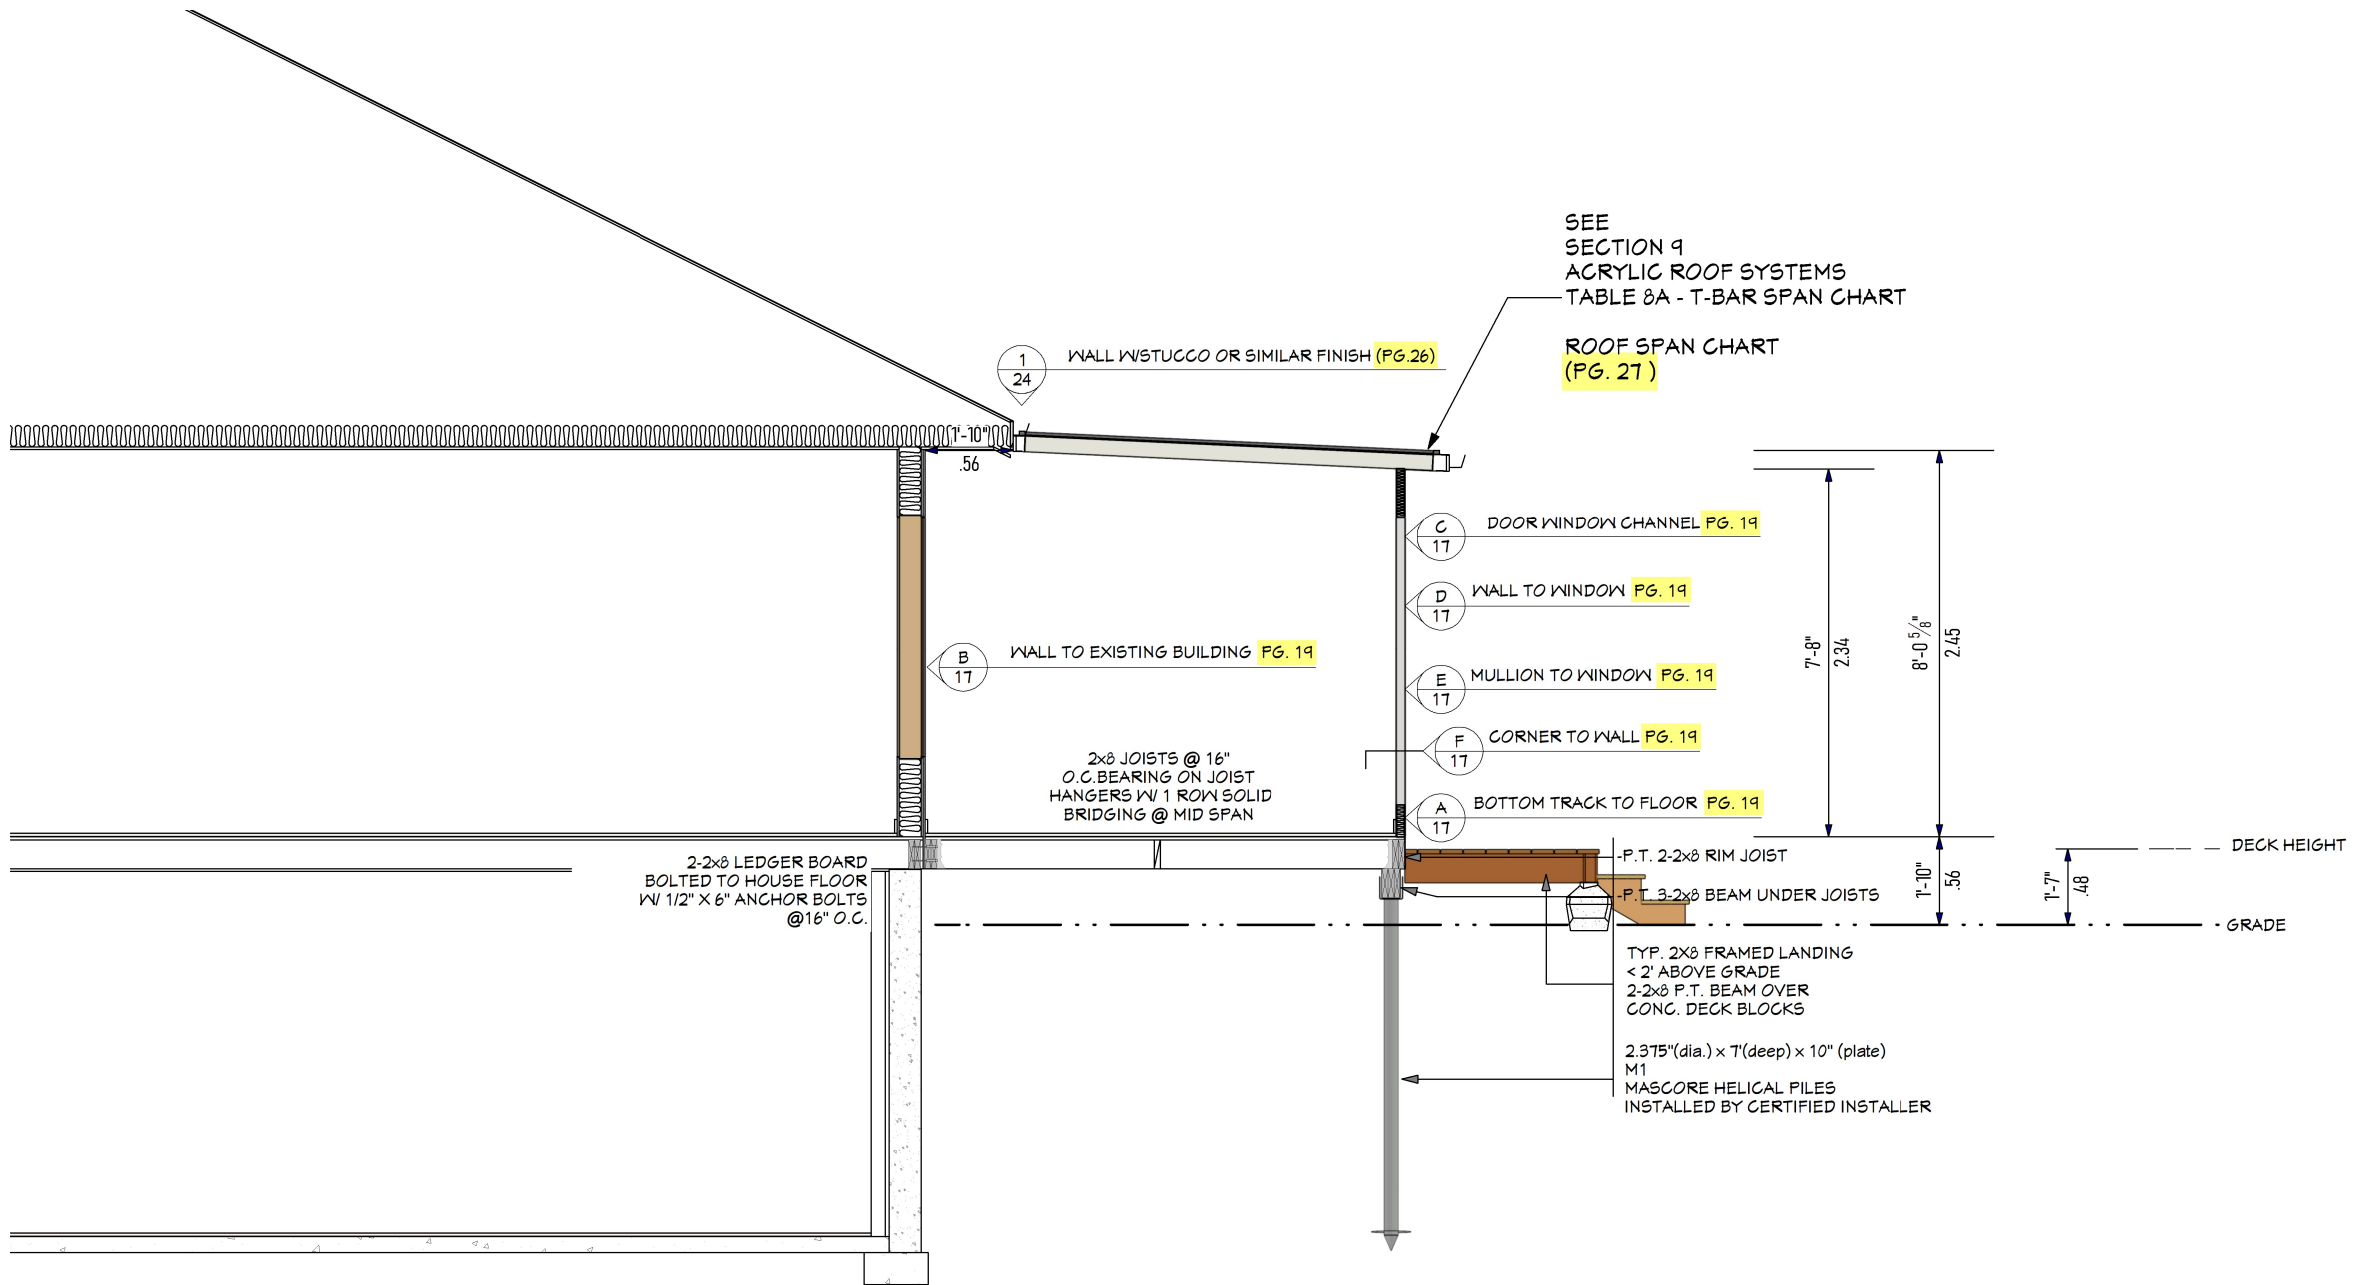 SEE
SECTION 9
ACRYLIC ROOF SYSTEMS
TABLE 8A - T-BAR SPAN CHART
ROOF SPAN CHART
(PG. 27 )
1
24
WALL W/STUCCO OR SIMILAR FINISH (PG.26)
1'-10"
.56
C
17
DOOR WINDOW CHANNEL PG. 19
D
17
WALL TO WINDOW PG. 19
B
17
WALL TO EXISTING BUILDING PG. 19
E
17
MULLION TO WINDOW PG. 19
F
17
CORNER TO WALL PG. 19
A
17
BOTTOM TRACK TO FLOOR PG. 19
7'-8"
2.34
8'-0 5/8"
2.45
2x8 JOISTS @ 16"
O.C.BEARING ON JOIST
HANGERS W/ 1 ROW SOLID
BRIDGING @ MID SPAN
2-2x8 LEDGER BOARD
BOLTED TO HOUSE FLOOR
W/ 1/2" X 6" ANCHOR BOLTS
@16" O.C.
-P.T. 2-2x8 RIM JOIST
-P.T. 3-2x8 BEAM UNDER JOISTS
1'-10"
.56
1'-7"
.48
DECK HEIGHT
GRADE
TYP. 2X8 FRAMED LANDING
< 2' ABOVE GRADE
2-2x8 P.T. BEAM OVER
CONC. DECK BLOCKS
2.375"(dia.) x 7'(deep) x 10" (plate)
M1
MASCORE HELICAL PILES
INSTALLED BY CERTIFIED INSTALLER